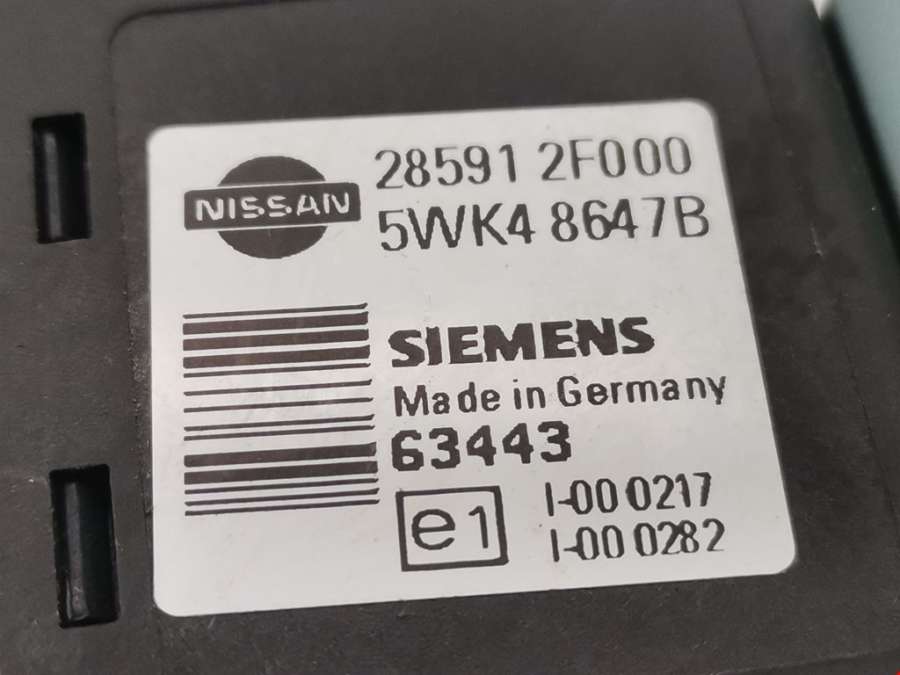 NISSAN
28591 2F000
5WK4 8647B
SIEMENS
Made in Germany
63443
e1
I-00 0217
I-00 0282